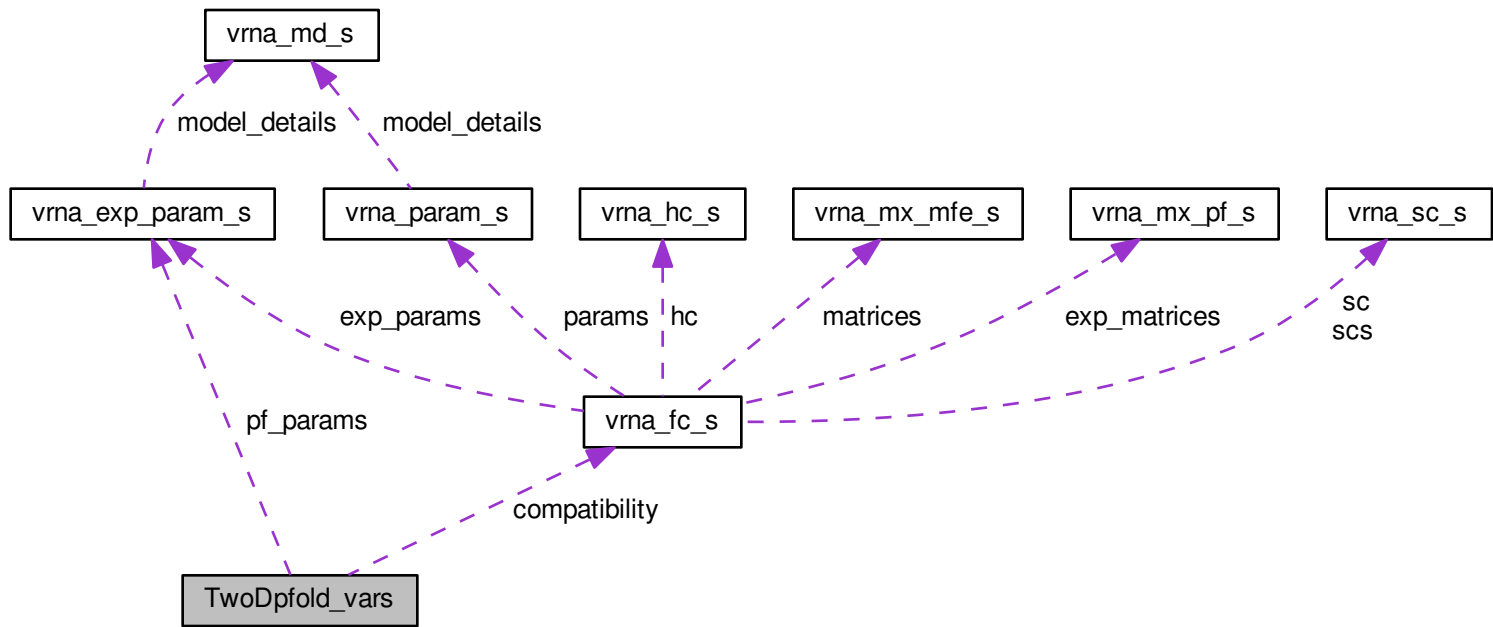 vrna_md_s
model_details
model_details
vrna_exp_param_s
vrna_param_s
vrna_hc_s
vrna_mx_mfe_s
vrna_mx_pf_s
vrna_sc_s
exp_params
params
hc
matrices
exp_matrices
sc
scs
vrna_fc_s
pf_params
compatibility
TwoDpfold_vars